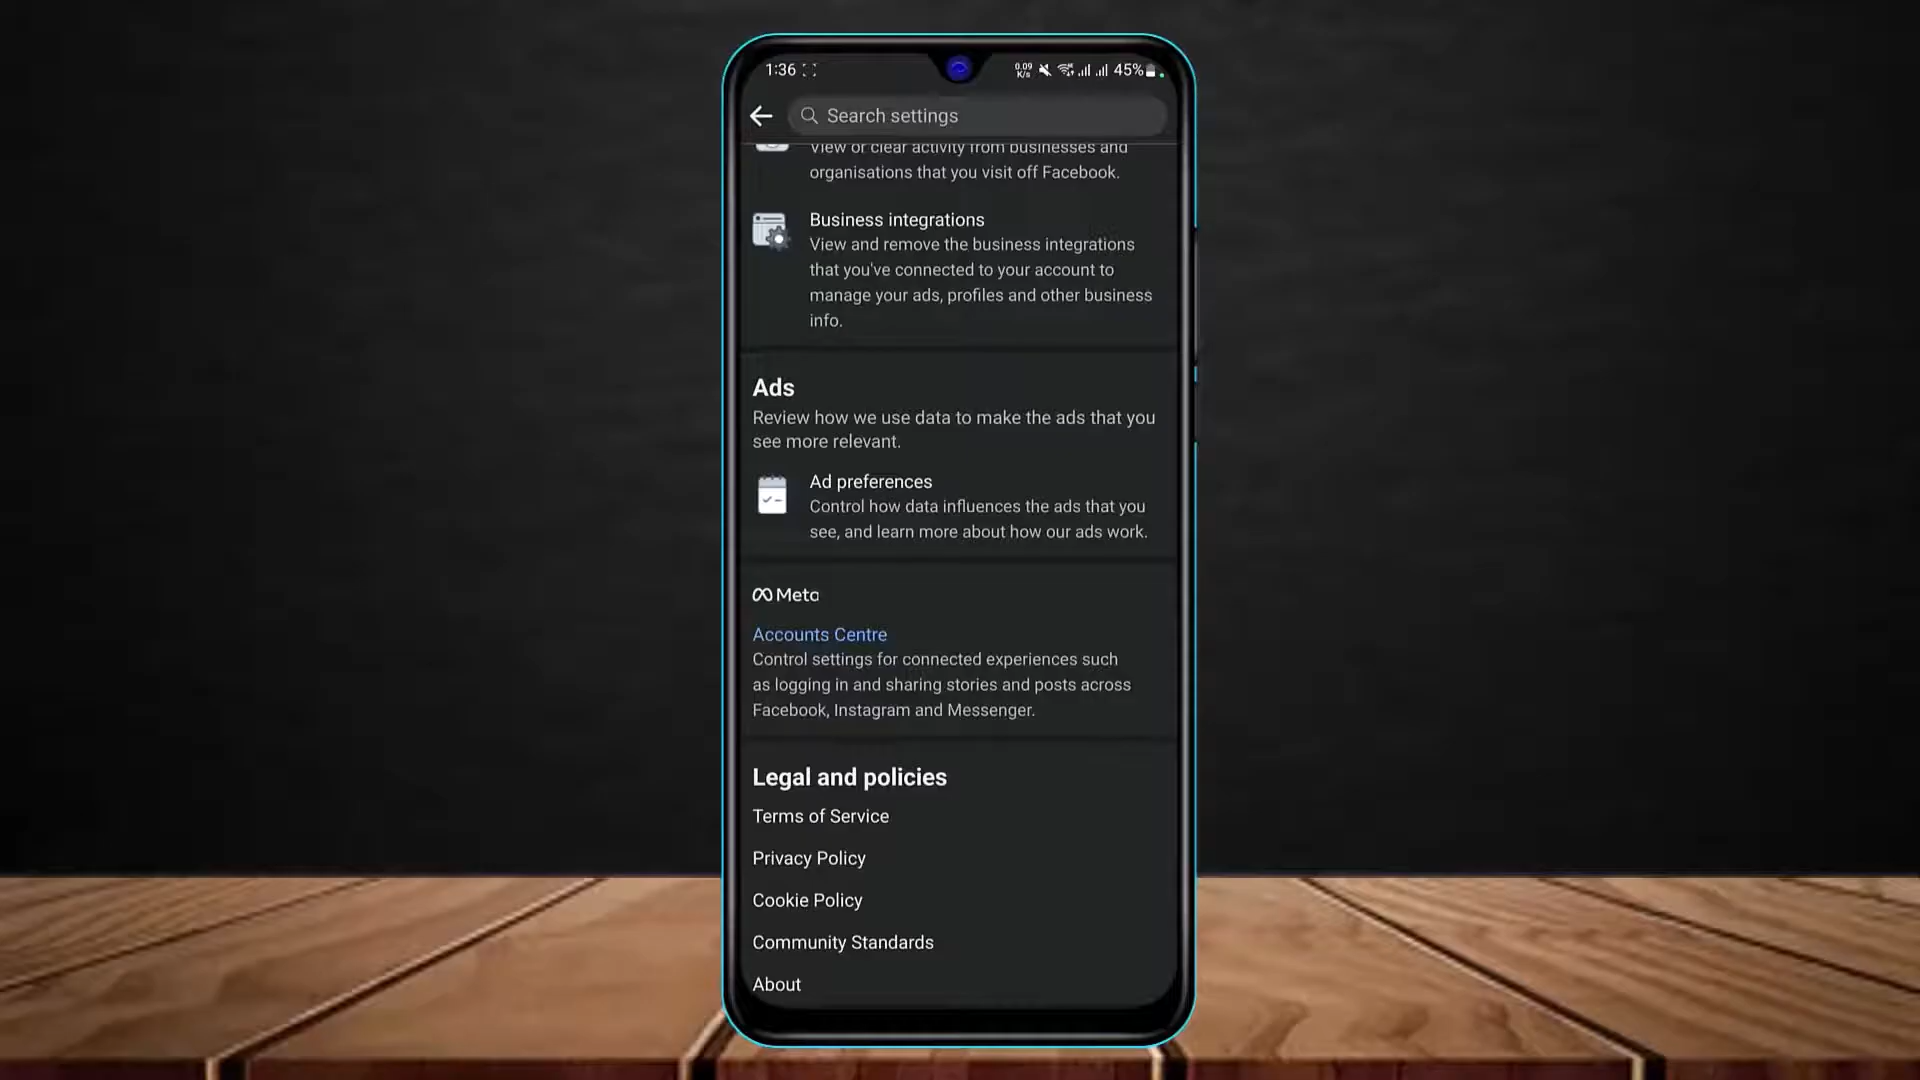 1:36
0.09
K/s
45%
Search settings
View or clear activity from businesses and
organisations that you visit off Facebook.
Business integrations
View and remove the business integrations
that you've connected to your account to
manage your ads, profiles and other business
info.
Ads
Review how we use data to make the ads that you
see more relevant.
Ad preferences
Control how data influences the ads that you
see, and learn more about how our ads work.
Meta
Accounts Centre
Control settings for connected experiences such
as logging in and sharing stories and posts across
Facebook, Instagram and Messenger.
Legal and policies
Terms of Service
Privacy Policy
Cookie Policy
Community Standards
About